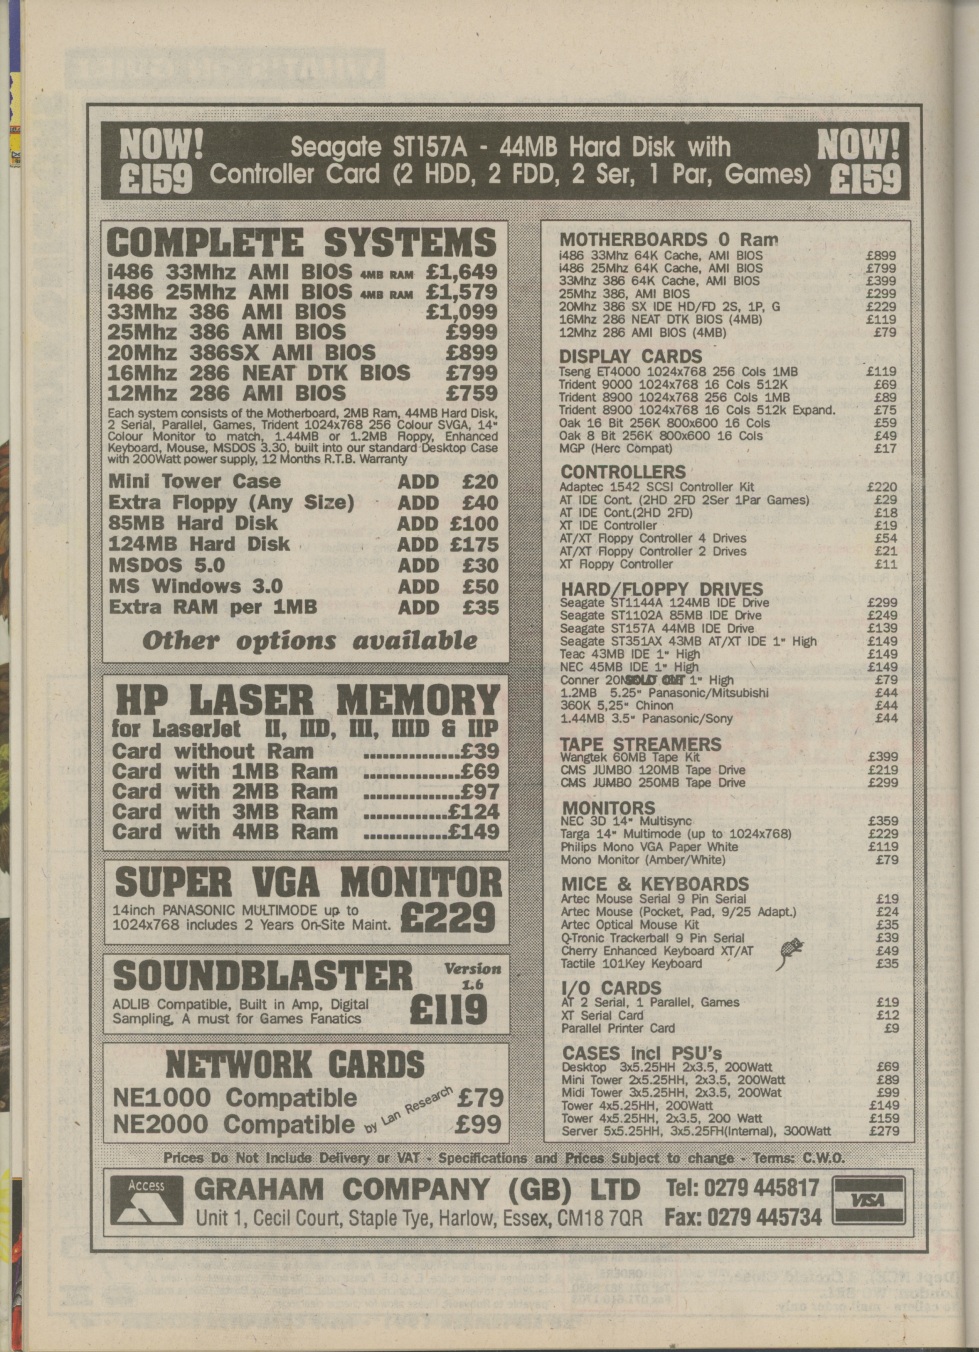 NOW!
£159
Seagate ST157A - 44MB Hard Disk with
Controller Card (2 HDD, 2 FDD, 2 Ser, 1 Par, Games)
NOW!
£159
COMPLETE SYSTEMS
i486 33Mhz AMI BIOS 4MB RAM £1,649
i486 25Mhz AMI BIOS 4MB RAM £1,579
33Mhz 386 AMI BIOS £1,099
25Mhz 386 AMI BIOS £999
20Mhz 386SX AMI BIOS £899
16Mhz 286 NEAT DTK BIOS £799
12Mhz 286 AMI BIOS £759
Each system consists of the Motherboard, 2MB Ram, 44MB Hard Disk,
2 Serial, Parallel, Games, Trident 1024x768 256 Colour SVGA, 14"
Colour Monitor to match, 1.44MB or 1.2MB Floppy, Enhanced
Keyboard, Mouse, MSDOS 3.30, built into our standard Desktop Case
with 200Watt power supply, 12 Months R.T.B. Warranty
Mini Tower Case ADD £20
Extra Floppy (Any Size) ADD £40
85MB Hard Disk ADD £100
124MB Hard Disk ADD £175
MSDOS 5.0 ADD £30
MS Windows 3.0 ADD £50
Extra RAM per 1MB ADD £35
Other options available
HP LASER MEMORY
for LaserJet II, IID, III, IIID & IIP
Card without Ram ................£39
Card with 1MB Ram ................£69
Card with 2MB Ram ................£97
Card with 3MB Ram ..............£124
Card with 4MB Ram ..............£149
SUPER VGA MONITOR
14inch PANASONIC MULTIMODE up to
1024x768 includes 2 Years On-Site Maint. £229
SOUNDBLASTER Version 1.6
ADLIB Compatible, Built in Amp, Digital
Sampling, A must for Games Fanatics £119
NETWORK CARDS
NE1000 Compatible £79
NE2000 Compatible £99
by Lan Research
MOTHERBOARDS 0 Ram
i486 33Mhz 64K Cache, AMI BIOS £899
i486 25Mhz 64K Cache, AMI BIOS £799
33Mhz 386 64K Cache, AMI BIOS £399
25Mhz 386, AMI BIOS £299
20Mhz 386 SX IDE HD/FD 2S, 1P, G £229
16Mhz 286 NEAT DTK BIOS (4MB) £119
12Mhz 286 AMI BIOS (4MB) £79
DISPLAY CARDS
Tseng ET4000 1024x768 256 Cols 1MB £119
Trident 9000 1024x768 16 Cols 512K £69
Trident 8900 1024x768 256 Cols 1MB £89
Trident 8900 1024x768 16 Cols 512k Expand. £75
Oak 16 Bit 256K 800x600 16 Cols £59
Oak 8 Bit 256K 800x600 16 Cols £49
MGP (Herc Compat) £17
CONTROLLERS
Adaptec 1542 SCSI Controller Kit £220
AT IDE Cont. (2HD 2FD 2Ser 1Par Games) £29
AT IDE Cont.(2HD 2FD) £18
XT IDE Controller £19
AT/XT Floppy Controller 4 Drives £54
AT/XT Floppy Controller 2 Drives £21
XT Floppy Controller £11
HARD/FLOPPY DRIVES
Seagate ST1144A 124MB IDE Drive £299
Seagate ST1102A 85MB IDE Drive £249
Seagate ST157A 44MB IDE Drive £139
Seagate ST351AX 43MB AT/XT IDE 1" High £149
Teac 43MB IDE 1" High £149
NEC 45MB IDE 1" High £149
Conner 20M SOLD OUT 1" High £79
1.2MB 5.25" Panasonic/Mitsubishi £44
360K 5,25" Chinon £44
1.44MB 3.5" Panasonic/Sony £44
TAPE STREAMERS
Wangtek 60MB Tape Kit £399
CMS JUMBO 120MB Tape Drive £219
CMS JUMBO 250MB Tape Drive £299
MONITORS
NEC 3D 14" Multisync £359
Targa 14" Multimode (up to 1024x768) £229
Philips Mono VGA Paper White £119
Mono Monitor (Amber/White) £79
MICE & KEYBOARDS
Artec Mouse Serial 9 Pin Serial £19
Artec Mouse (Pocket, Pad, 9/25 Adapt.) £24
Artec Optical Mouse Kit £35
Q-Tronic Trackerball 9 Pin Serial £39
Cherry Enhanced Keyboard XT/AT £49
Tactile 101Key Keyboard £35
I/O CARDS
AT 2 Serial, 1 Parallel, Games £19
XT Serial Card £12
Parallel Printer Card £9
CASES incl PSU's
Desktop 3x5.25HH 2x3.5, 200Watt £69
Mini Tower 2x5.25HH, 2x3.5, 200Watt £89
Midi Tower 3x5.25HH, 2x3.5, 200Wat £99
Tower 4x5.25HH, 200Watt £149
Tower 4x5.25HH, 2x3.5, 200 Watt £159
Server 5x5.25HH, 3x5.25FH(Internal), 300Watt £279
Prices Do Not Include Delivery or VAT - Specifications and Prices Subject to change - Terms: C.W.O.
Access
GRAHAM COMPANY (GB) LTD Tel: 0279 445817
Unit 1, Cecil Court, Staple Tye, Harlow, Essex, CM18 7QR Fax: 0279 445734
VISA